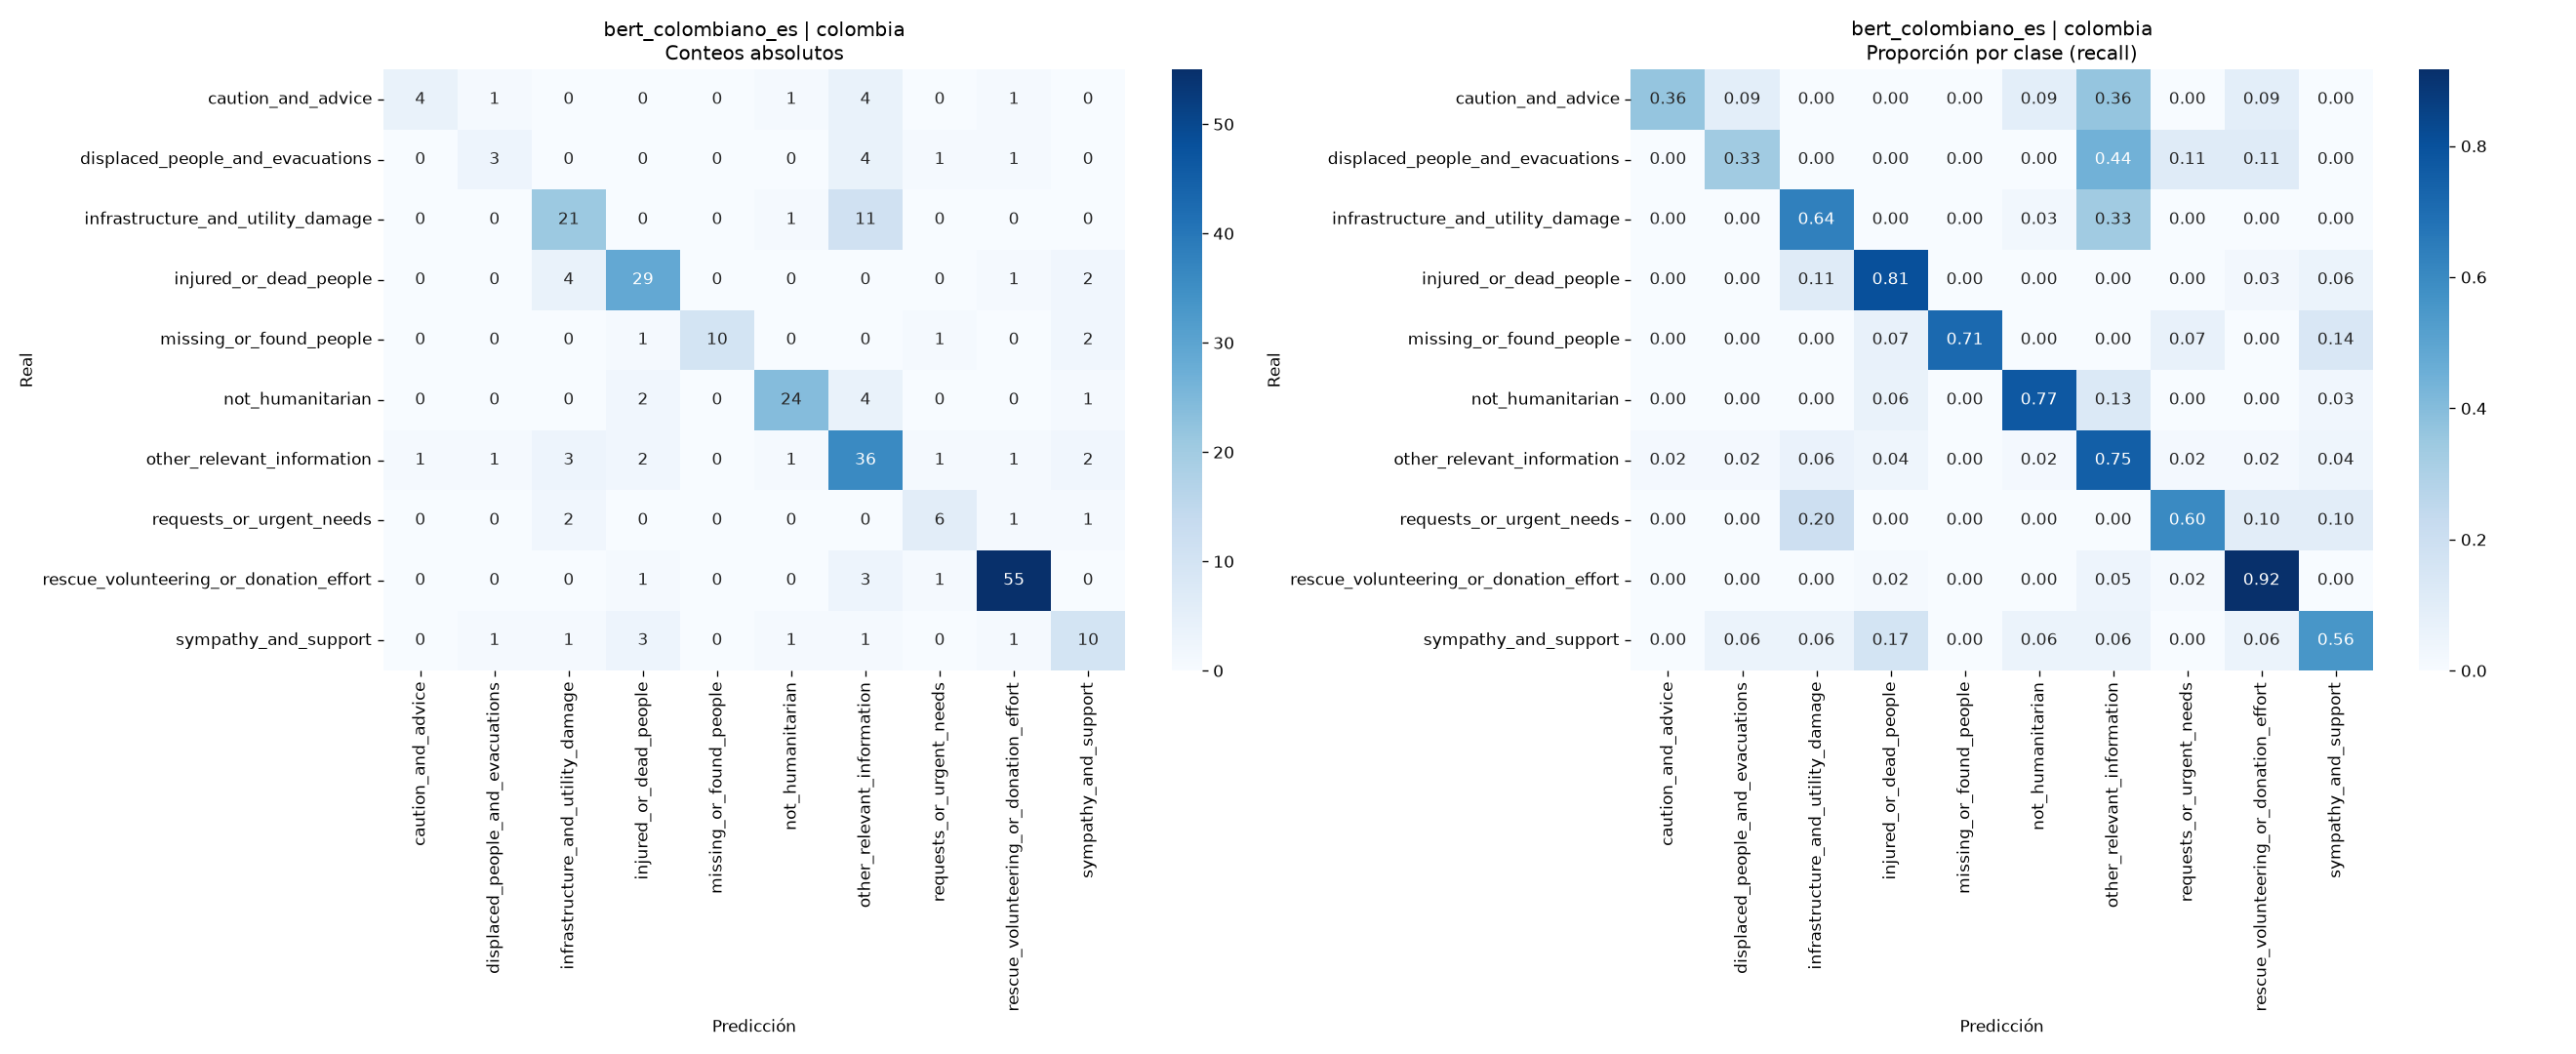 bert_colombiano_es | colombia
Conteos absolutos
Real
caution_and_advice 4 1 0 0 0 1 4 0 1 0
displaced_people_and_evacuations 0 3 0 0 0 0 4 1 1 0
infrastructure_and_utility_damage 0 0 21 0 0 1 11 0 0 0
injured_or_dead_people 0 0 4 29 0 0 0 0 1 2
missing_or_found_people 0 0 0 1 10 0 0 1 0 2
not_humanitarian 0 0 0 2 0 24 4 0 0 1
other_relevant_information 1 1 3 2 0 1 36 1 1 2
requests_or_urgent_needs 0 0 2 0 0 0 0 6 1 1
rescue_volunteering_or_donation_effort 0 0 0 1 0 0 3 1 55 0
sympathy_and_support 0 1 1 3 0 1 1 0 1 10
caution_and_advice
displaced_people_and_evacuations
infrastructure_and_utility_damage
injured_or_dead_people
missing_or_found_people
not_humanitarian
other_relevant_information
requests_or_urgent_needs
rescue_volunteering_or_donation_effort
sympathy_and_support
Predicción
50
40
30
20
10
0
bert_colombiano_es | colombia
Proporción por clase (recall)
Real
caution_and_advice 0.36 0.09 0.00 0.00 0.00 0.09 0.36 0.00 0.09 0.00
displaced_people_and_evacuations 0.00 0.33 0.00 0.00 0.00 0.00 0.44 0.11 0.11 0.00
infrastructure_and_utility_damage 0.00 0.00 0.64 0.00 0.00 0.03 0.33 0.00 0.00 0.00
injured_or_dead_people 0.00 0.00 0.11 0.81 0.00 0.00 0.00 0.00 0.03 0.06
missing_or_found_people 0.00 0.00 0.00 0.07 0.71 0.00 0.00 0.07 0.00 0.14
not_humanitarian 0.00 0.00 0.00 0.06 0.00 0.77 0.13 0.00 0.00 0.03
other_relevant_information 0.02 0.02 0.06 0.04 0.00 0.02 0.75 0.02 0.02 0.04
requests_or_urgent_needs 0.00 0.00 0.20 0.00 0.00 0.00 0.00 0.60 0.10 0.10
rescue_volunteering_or_donation_effort 0.00 0.00 0.00 0.02 0.00 0.00 0.05 0.02 0.92 0.00
sympathy_and_support 0.00 0.06 0.06 0.17 0.00 0.06 0.06 0.00 0.06 0.56
caution_and_advice
displaced_people_and_evacuations
infrastructure_and_utility_damage
injured_or_dead_people
missing_or_found_people
not_humanitarian
other_relevant_information
requests_or_urgent_needs
rescue_volunteering_or_donation_effort
sympathy_and_support
Predicción
0.8
0.6
0.4
0.2
0.0